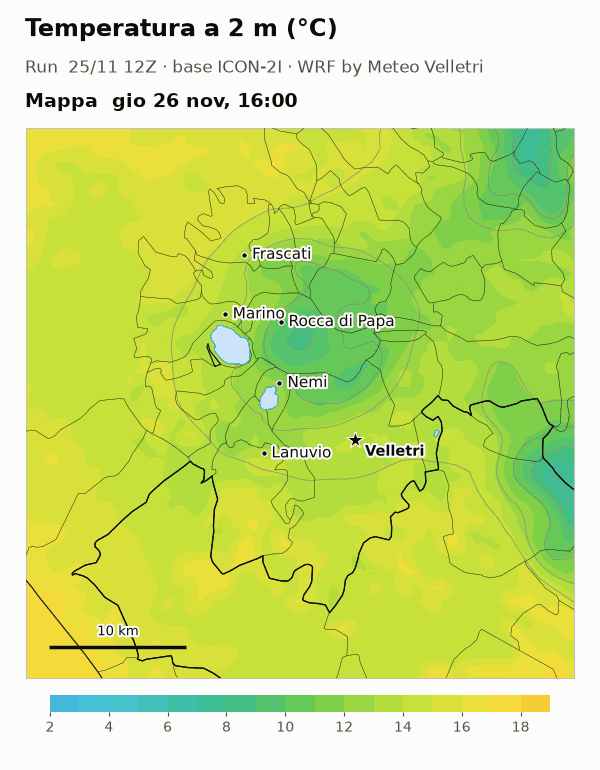 Temperatura a 2 m (°C)
Run  25/11 12Z · base ICON-2I · WRF by Meteo Velletri
Mappa  gio 26 nov, 16:00
Frascati
Marino
Rocca di Papa
Nemi
Velletri
Lanuvio
10 km
2 4 6 8 10 12 14 16 18